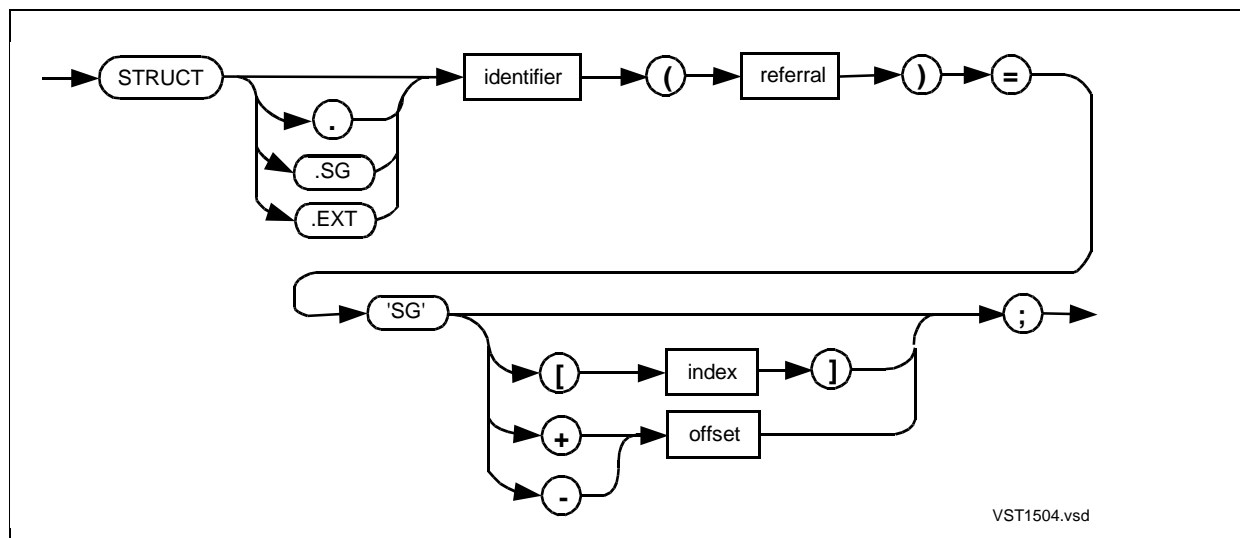 STRUCT identifier ( referral ) =
.
.SG
.EXT
'SG' ;
[ index ]
+ offset
-
VST1504.vsd